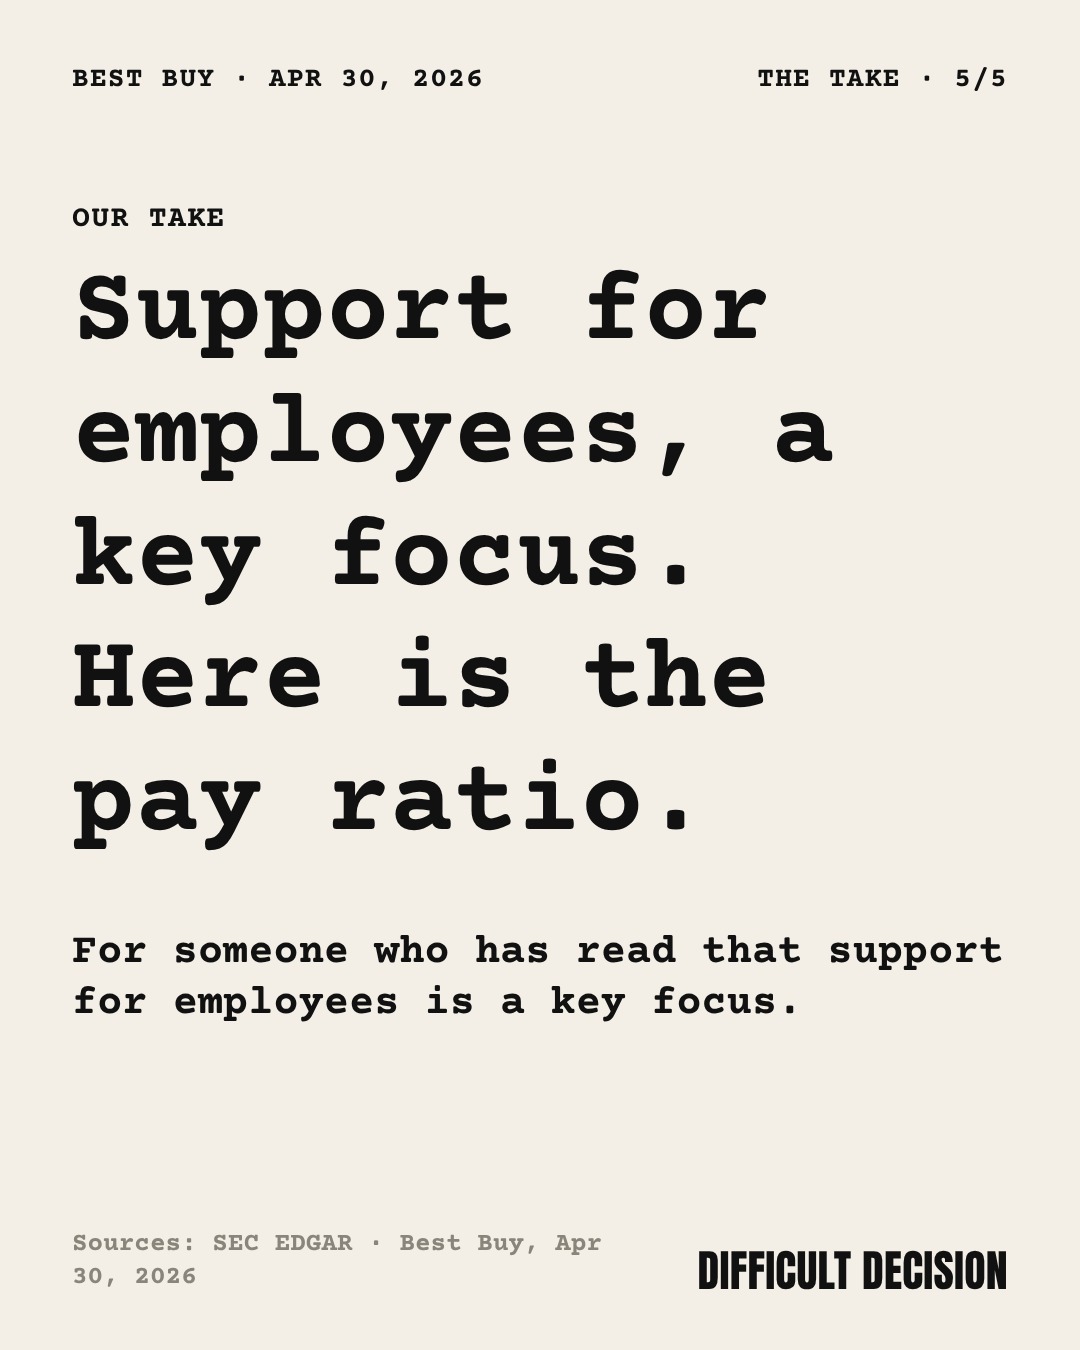 BEST BUY · APR 30, 2026
THE TAKE · 5/5
OUR TAKE
Support for
employees, a
key focus.
Here is the
pay ratio.
For someone who has read that support
for employees is a key focus.
Sources: SEC EDGAR · Best Buy, Apr
30, 2026
DIFFICULT DECISION